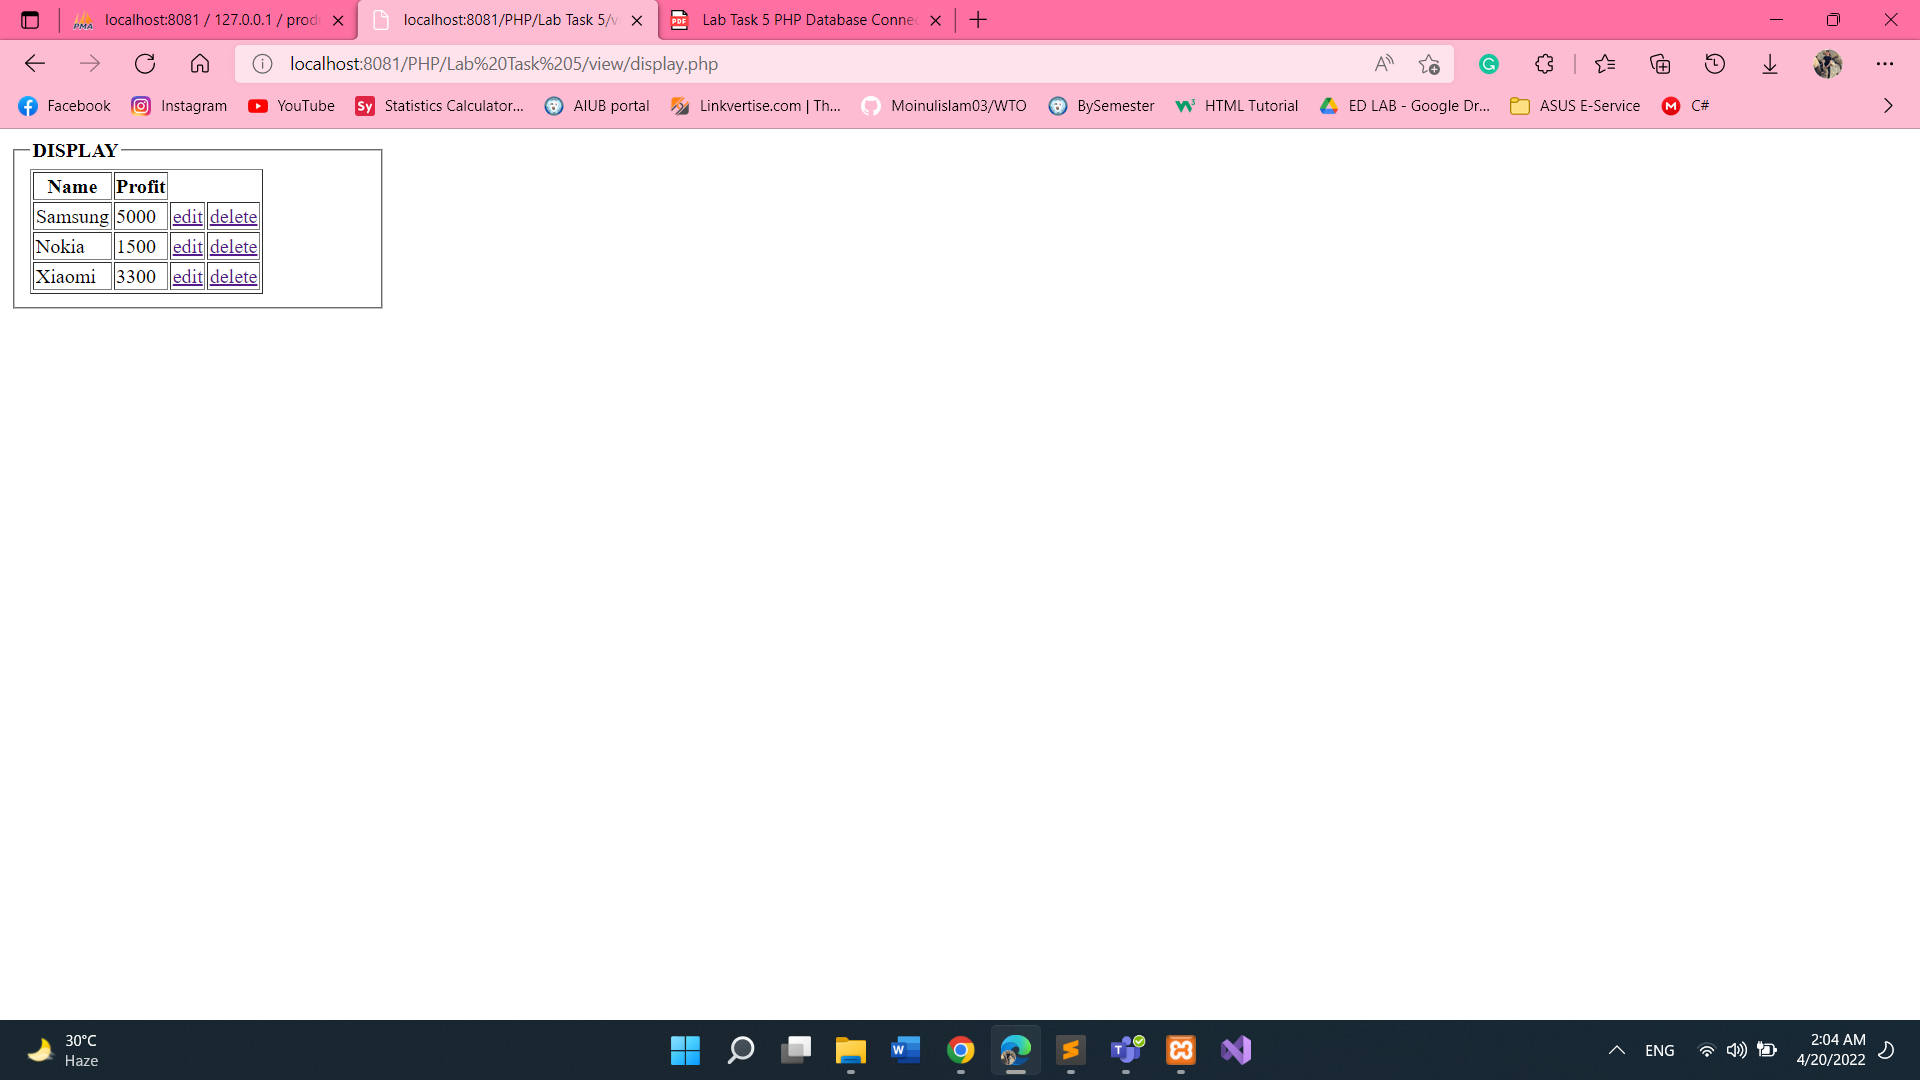 localhost:8081 / 127.0.0.1 / prod
localhost:8081/PHP/Lab Task 5/v
Lab Task 5 PHP Database Connec
localhost:8081/PHP/Lab%20Task%205/view/display.php
Facebook Instagram YouTube Statistics Calculator... AIUB portal Linkvertise.com | Th... Moinulislam03/WTO BySemester HTML Tutorial ED LAB - Google Dr... ASUS E-Service C#
DISPLAY
Name Profit
Samsung 5000 edit delete
Nokia 1500 edit delete
Xiaomi 3300 edit delete
30°C
Haze
ENG
2:04 AM
4/20/2022